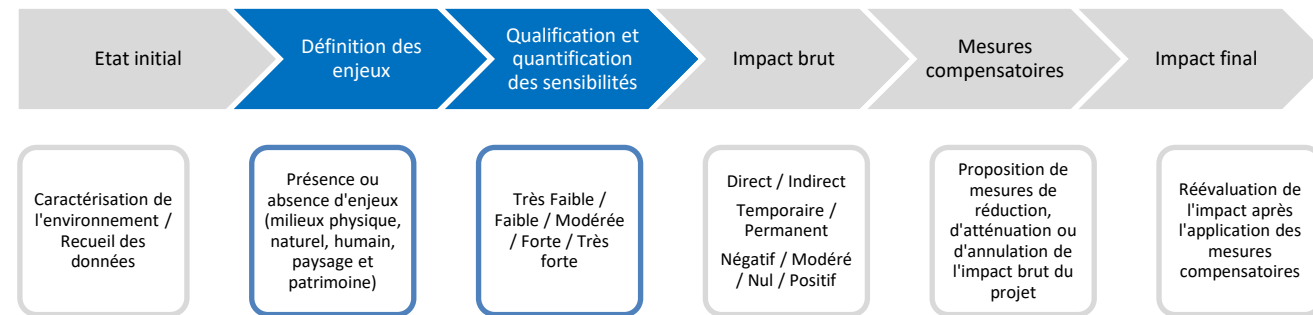 Etat initial
Définition des
enjeux
Qualification et
quantification
des sensibilités
Impact brut
Mesures
compensatoires
Impact final
Caractérisation de
l'environnement /
Recueil des
données
Présence ou
absence d'enjeux
(milieux physique,
naturel, humain,
paysage et
patrimoine)
Très Faible /
Faible / Modérée
/ Forte / Très
forte
Direct / Indirect
Temporaire /
Permanent
Négatif / Modéré
/ Nul / Positif
Proposition de
mesures de
réduction,
d'atténuation ou
d'annulation de
l'impact brut du
projet
Réévaluation de
l'impact après
l'application des
mesures
compensatoires